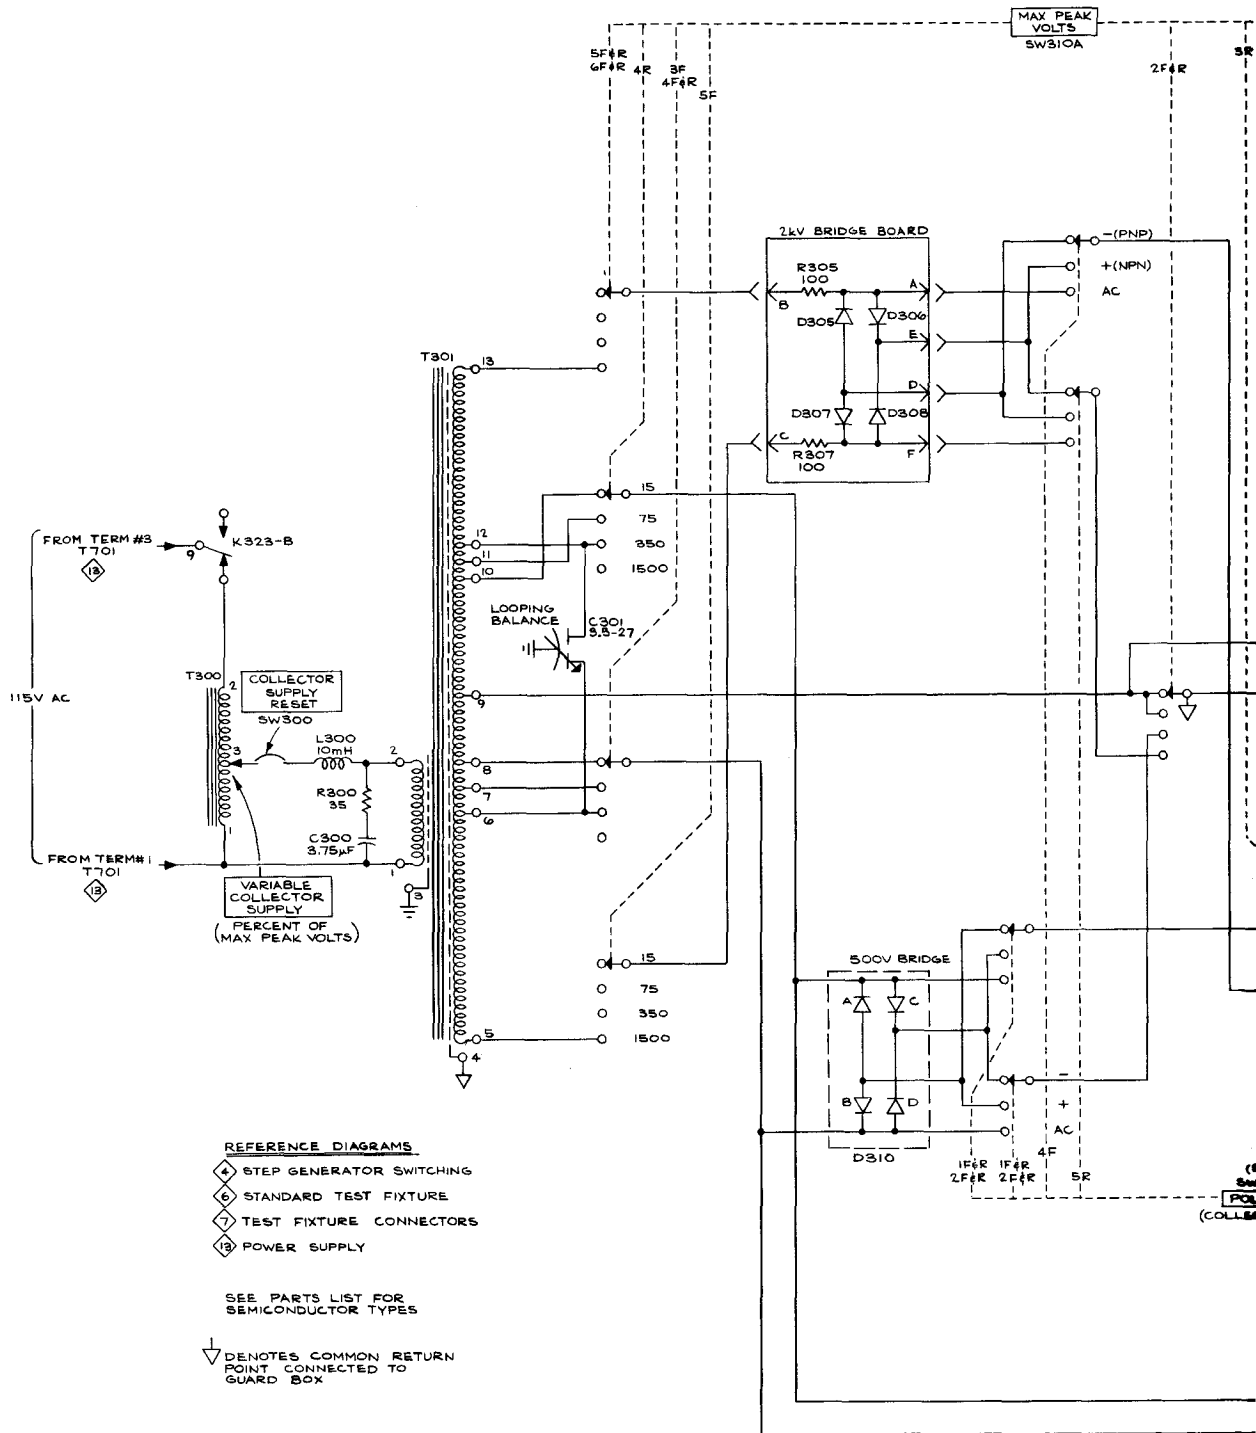 MAX PEAK
VOLTS
SW310A
5F&R
6F&R
4R
3F
4F&R
5F
2F&R
3R
2kV BRIDGE BOARD
R305
100
A
B
D305
D306
E
D
D307
D308
C
F
R307
100
-(PNP)
+(NPN)
AC
T301
13
12
11
10
9
8
7
6
5
4
15
75
350
1500
LOOPING
BALANCE
C301
FROM TERM #3
T701
13
9
K323-B
115V AC
T300
2
3
1
COLLECTOR
SUPPLY
RESET
SW300
L300
10mH
2
R300
35
C300
3.75µF
1
3
FROM TERM#1
T701
13
VARIABLE
COLLECTOR
SUPPLY
(PERCENT OF
MAX PEAK VOLTS)
15
75
350
1500
500V BRIDGE
A
C
B
D
D310
-
+
AC
1F&R
2F&R
1F&R
2F&R
4F
5R
(COLLE
REFERENCE DIAGRAMS
4 STEP GENERATOR SWITCHING
6 STANDARD TEST FIXTURE
7 TEST FIXTURE CONNECTORS
13 POWER SUPPLY
SEE PARTS LIST FOR
SEMICONDUCTOR TYPES
DENOTES COMMON RETURN
POINT CONNECTED TO
GUARD BOX